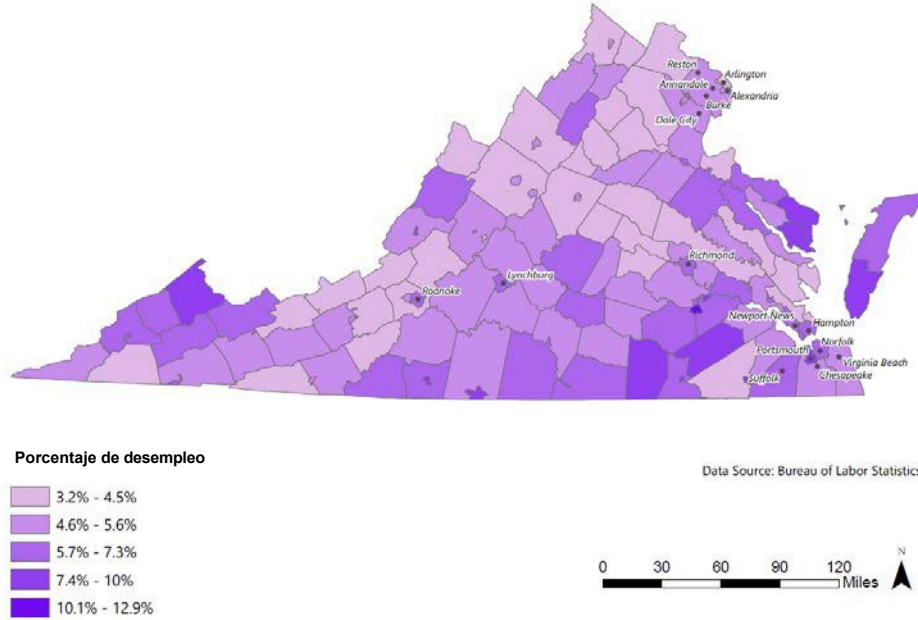 Reston
Arlington
Annandale
Alexandria
Burke
Dale City
Richmond
Lynchburg
Roanoke
Newport News
Hampton
Norfolk
Portsmouth
Virginia Beach
Suffolk
Chesapeake
Porcentaje de desempleo
Data Source: Bureau of Labor Statistics
3.2% - 4.5%
4.6% - 5.6%
5.7% - 7.3%
7.4% - 10%
10.1% - 12.9%
N
0 30 60 90 120
Miles